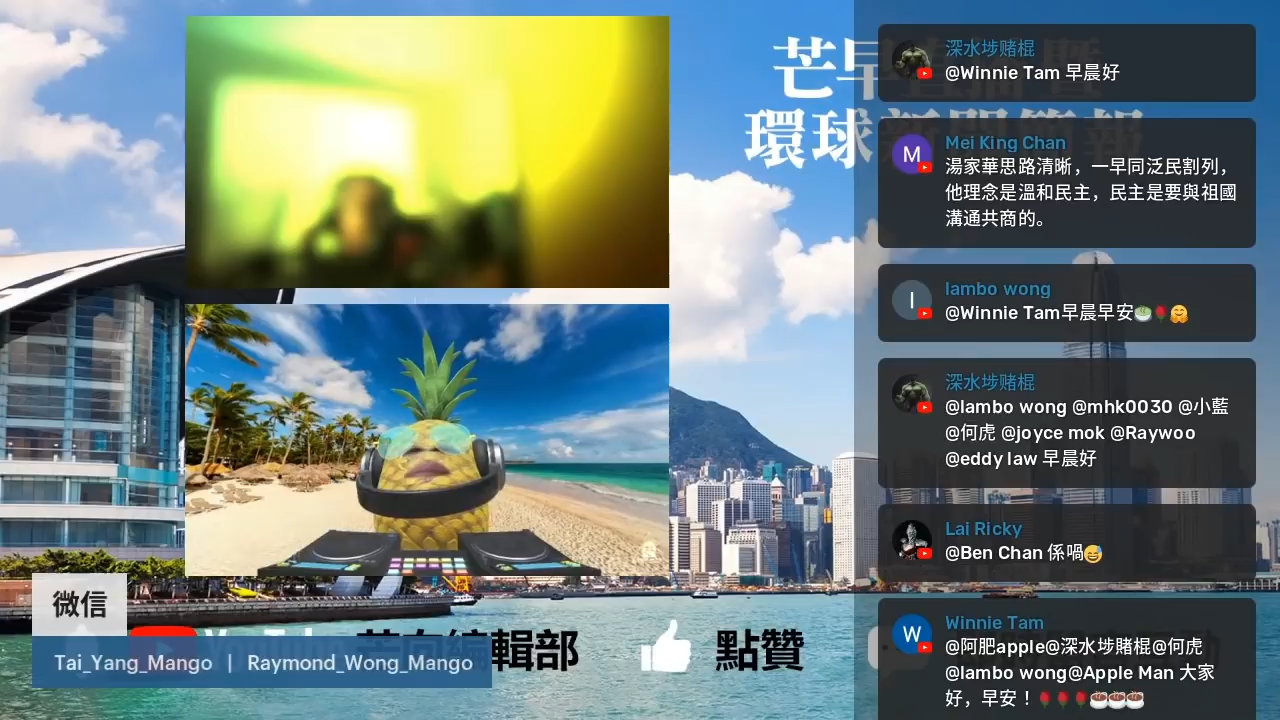 芒早
環球
深水埗赌棍
@Winnie Tam 早晨好
Mei King Chan
湯家華思路清晰，一早同泛民割列，
他理念是溫和民主，民主是要與祖國
溝通共商的。
lambo wong
@Winnie Tam早晨早安🍵🌹🤗
深水埗赌棍
@lambo wong @mhk0030 @小藍
@何虎 @joyce mok @Raywoo
@eddy law 早晨好
Lai Ricky
@Ben Chan 係喎😅
Winnie Tam
@阿肥apple@深水埗賭棍@何虎
@lambo wong@Apple Man 大家
好，早安！🌹🌹🌹☕☕☕
微信
Tai_Yang_Mango | Raymond_Wong_Mango
編輯部
點贊